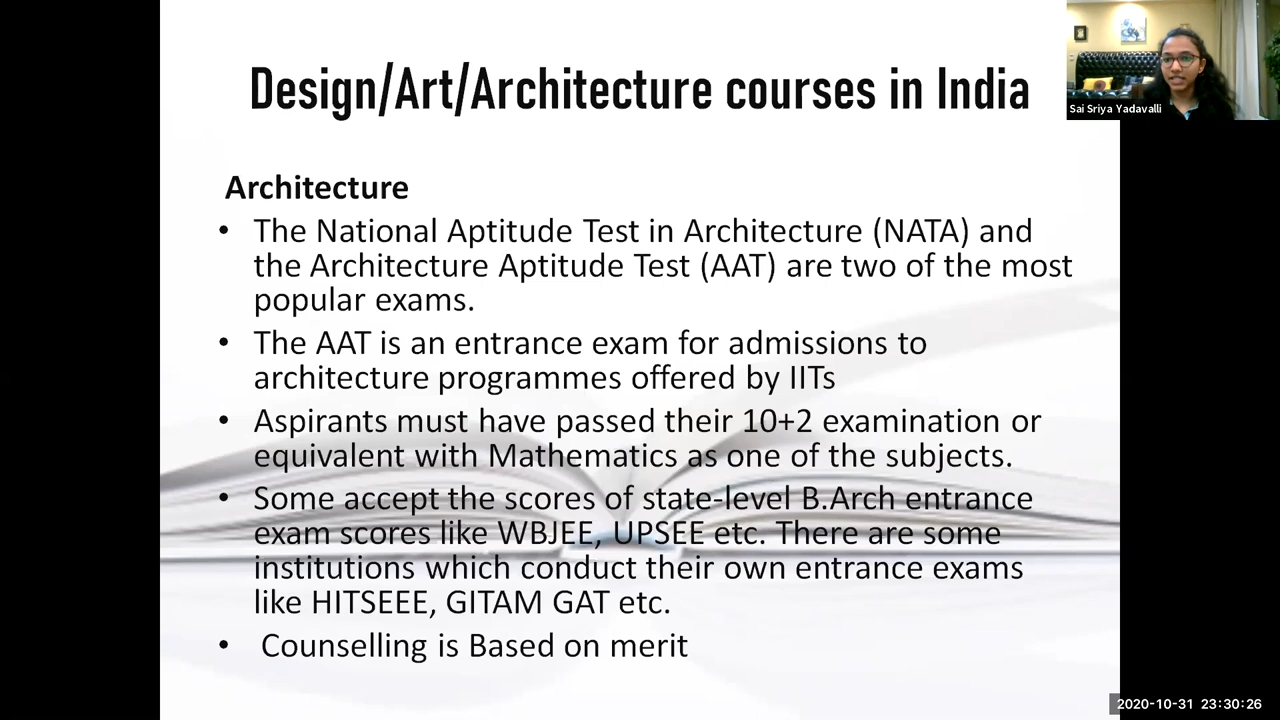 Design/Art/Architecture courses in India
Sai Sriya Yadavalli
Architecture
• The National Aptitude Test in Architecture (NATA) and
the Architecture Aptitude Test (AAT) are two of the most
popular exams.
• The AAT is an entrance exam for admissions to
architecture programmes offered by IITs
• Aspirants must have passed their 10+2 examination or
equivalent with Mathematics as one of the subjects.
• Some accept the scores of state-level B.Arch entrance
exam scores like WBJEE, UPSEE etc. There are some
institutions which conduct their own entrance exams
like HITSEEE, GITAM GAT etc.
• Counselling is Based on merit
2020-10-31 23:30:26